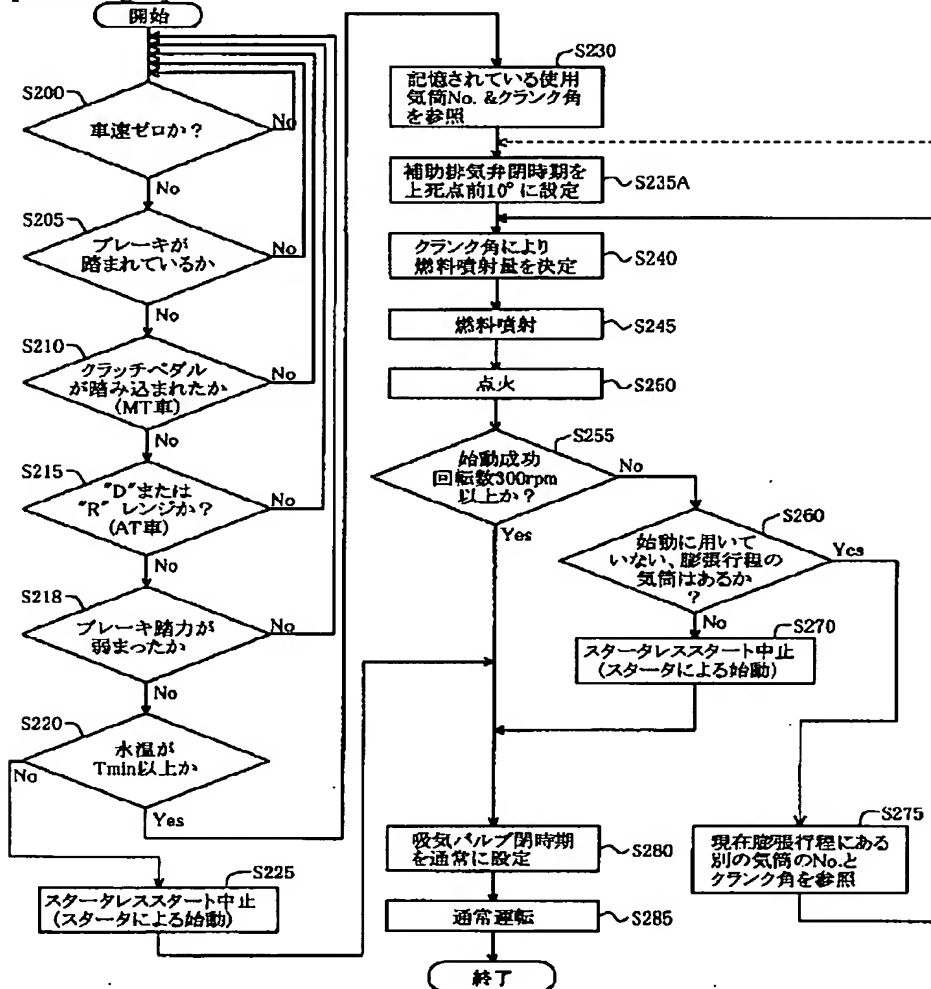 開始
S200
車速ゼロか?
No
No
S205
ブレーキが
踏まれているか
No
No
S210
クラッチペダル
が踏み込まれたか
(MT車)
No
No
S215
"D"または
"R" レンジか?
(AT車)
No
No
S218
ブレーキ踏力が
弱まったか
No
No
S220
水温が
Tmin以上か
No
Yes
S225
スタータレススタート中止
(スタータによる始動)
S230
記憶されている使用
気筒No.&クランク角
を参照
補助排気弁閉時期を
上死点前10°に設定
S235A
クランク角により
燃料噴射量を決定
S240
燃料噴射
S245
点火
S250
S255
始動成功
回転数300rpm
以上か?
No
Yes
S260
始動に用いて
いない、膨張行程の
気筒はあるか
?
Yes
No
S270
スタータレススタート中止
(スタータによる始動)
S275
現在膨張行程にある
別の気筒のNo.と
クランク角を参照
吸気バルブ閉時期
を通常に設定
S280
通常運転
S285
終了